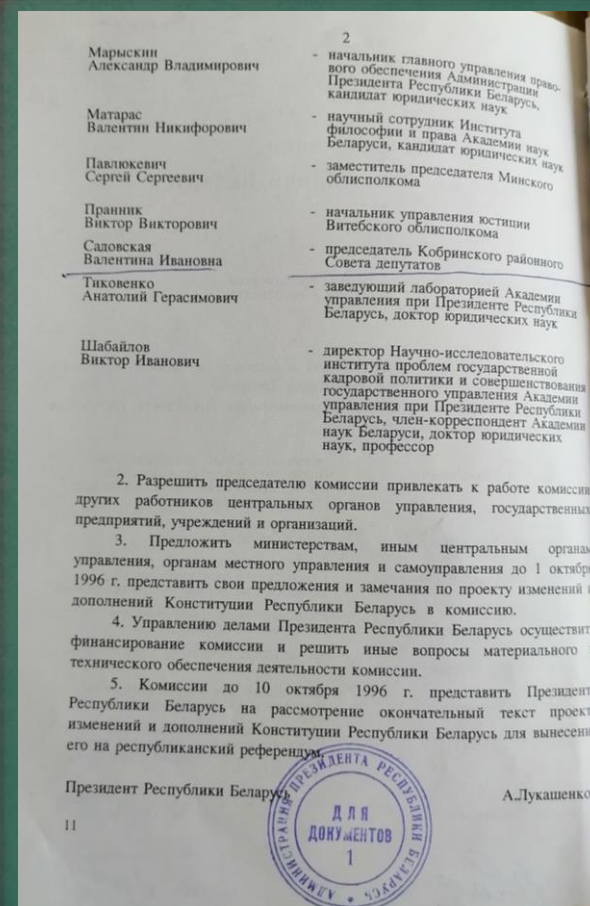 2
Марыскин
Александр Владимирович
- начальник главного управления право-
вого обеспечения Администрации
Президента Республики Беларусь,
кандидат юридических наук
Матарас
Валентин Никифорович
- научный сотрудник Института
философии и права Академии наук
Беларуси, кандидат юридических наук
Павлюкевич
Сергей Сергеевич
- заместитель председателя Минского
облисполкома
Пранник
Виктор Викторович
- начальник управления юстиции
Витебского облисполкома
Садовская
Валентина Ивановна
- председатель Кобринского районного
Совета депутатов
Тиковенко
Анатолий Герасимович
- заведующий лабораторией Академии
управления при Президенте Республики
Беларусь, доктор юридических наук
Шабайлов
Виктор Иванович
- директор Научно-исследовательского
института проблем государственной
кадровой политики и совершенствования
государственного управления Академии
управления при Президенте Республики
Беларусь, член-корреспондент Академии
наук Беларуси, доктор юридических
наук, профессор
2. Разрешить председателю комиссии привлекать к работе комиссии
других работников центральных органов управления, государственных
предприятий, учреждений и организаций.
3. Предложить министерствам, иным центральным органам
управления, органам местного управления и самоуправления до 1 октябр
1996 г. представить свои предложения и замечания по проекту изменений
дополнений Конституции Республики Беларусь в комиссию.
4. Управлению делами Президента Республики Беларусь осуществит
финансирование комиссии и решить иные вопросы материального
технического обеспечения деятельности комиссии.
5. Комиссии до 10 октября 1996 г. представить Президент
Республики Беларусь на рассмотрение окончательный текст проект
изменений и дополнений Конституции Республики Беларусь для вынесени
его на республиканский референдум.
Президент Республики Беларусь
А.Лукашенко
11
АДМИНИСТРАЦИЯ ПРЕЗИДЕНТА РЕСПУБЛИКИ БЕЛАРУСЬ
ДЛЯ
ДОКУМЕНТОВ
1